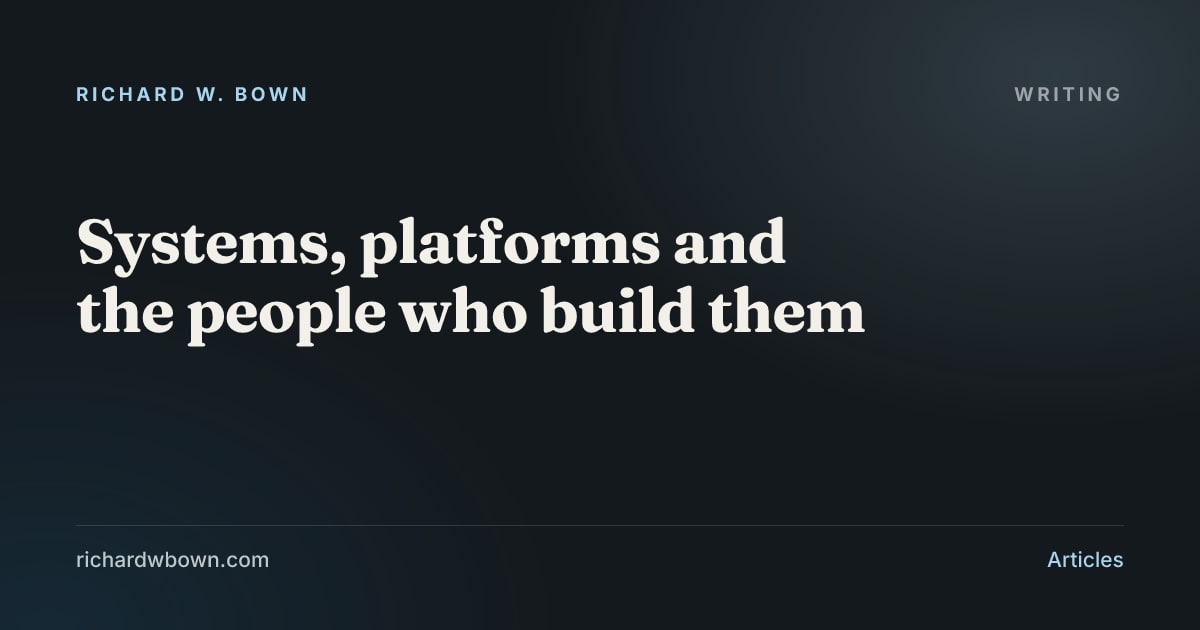 RICHARD W. BOWN
WRITING
Systems, platforms and
the people who build them
richardwbown.com
Articles